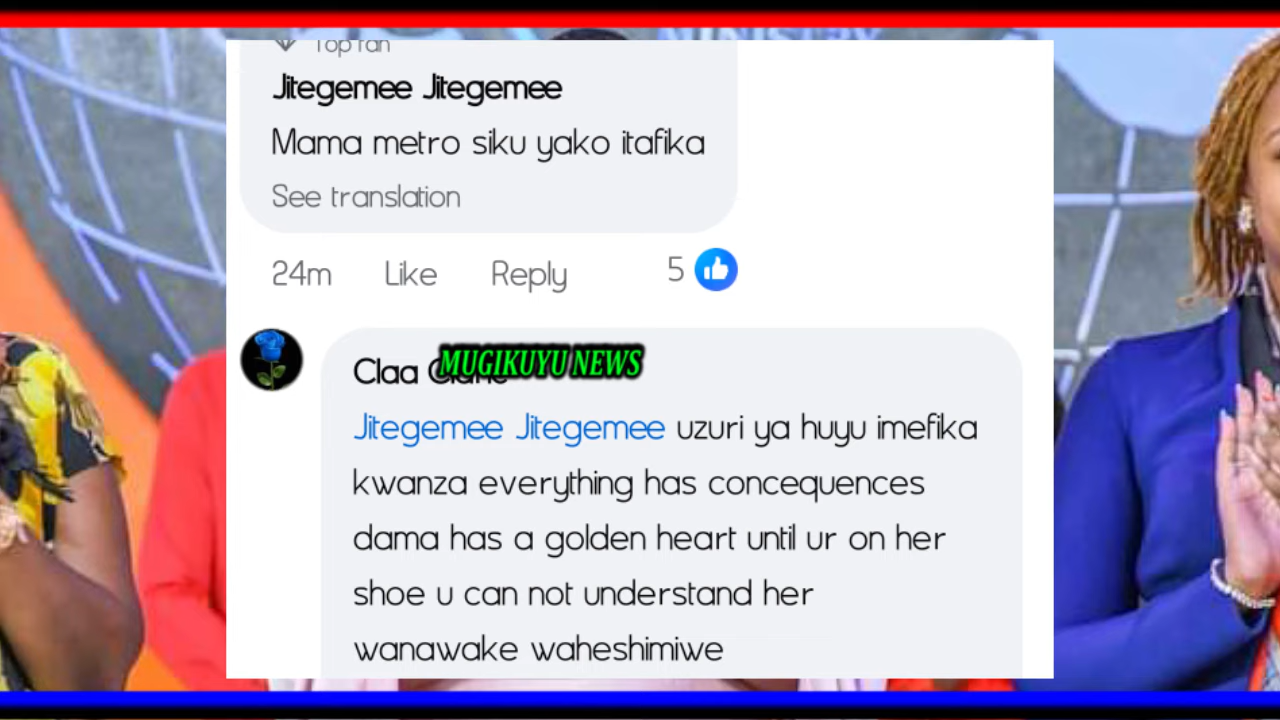 MINISTRY
Top fan
Jitegemee Jitegemee
Mama metro siku yako itafika
See translation
24m Like Reply 5
Claa
MUGIKUYU NEWS
Jitegemee Jitegemee uzuri ya huyu imefika
kwanza everything has concequences
dama has a golden heart until ur on her
shoe u can not understand her
wanawake waheshimiwe